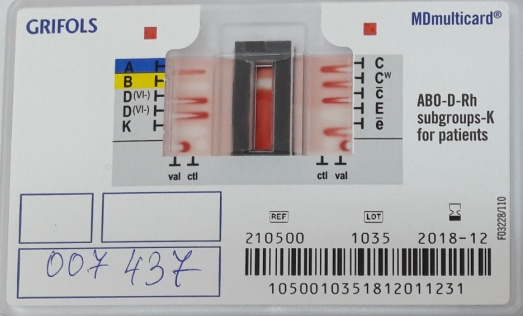 GRIFOLS
MDmulticard®
A
B
D(VI-)
D(VI-)
K
val ctl
C
Cw
c̄
E
ē
ctl val
ABO-D-Rh
subgroups-K
for patients
REF
210500
LOT
1035
2018-12
F03228/110
007 437
1050010351812011231